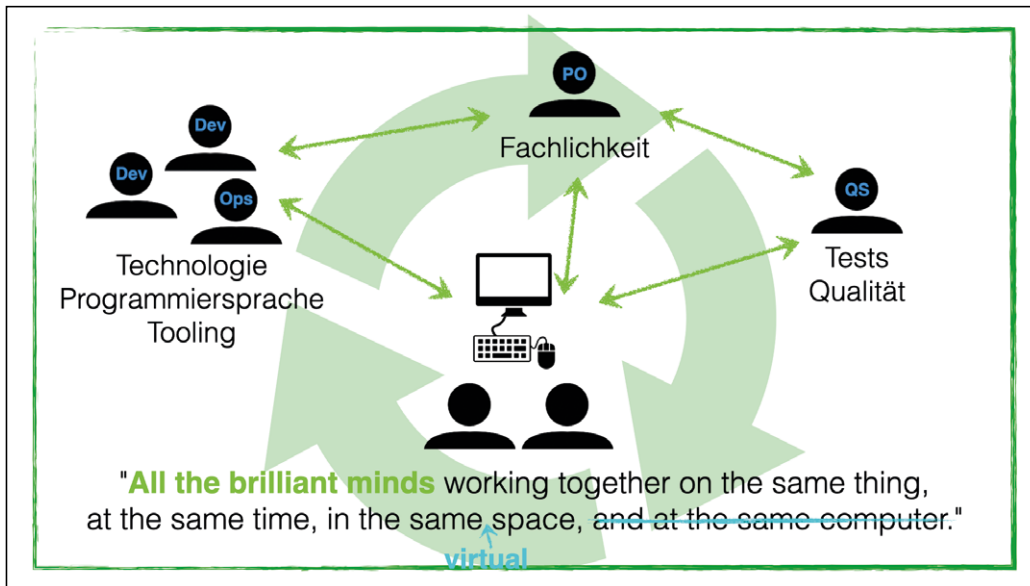 PO
Fachlichkeit
Dev
Dev
Ops
Technologie
Programmiersprache
Tooling
QS
Tests
Qualität
"All the brilliant minds working together on the same thing,
at the same time, in the same space, and at the same computer."
virtual